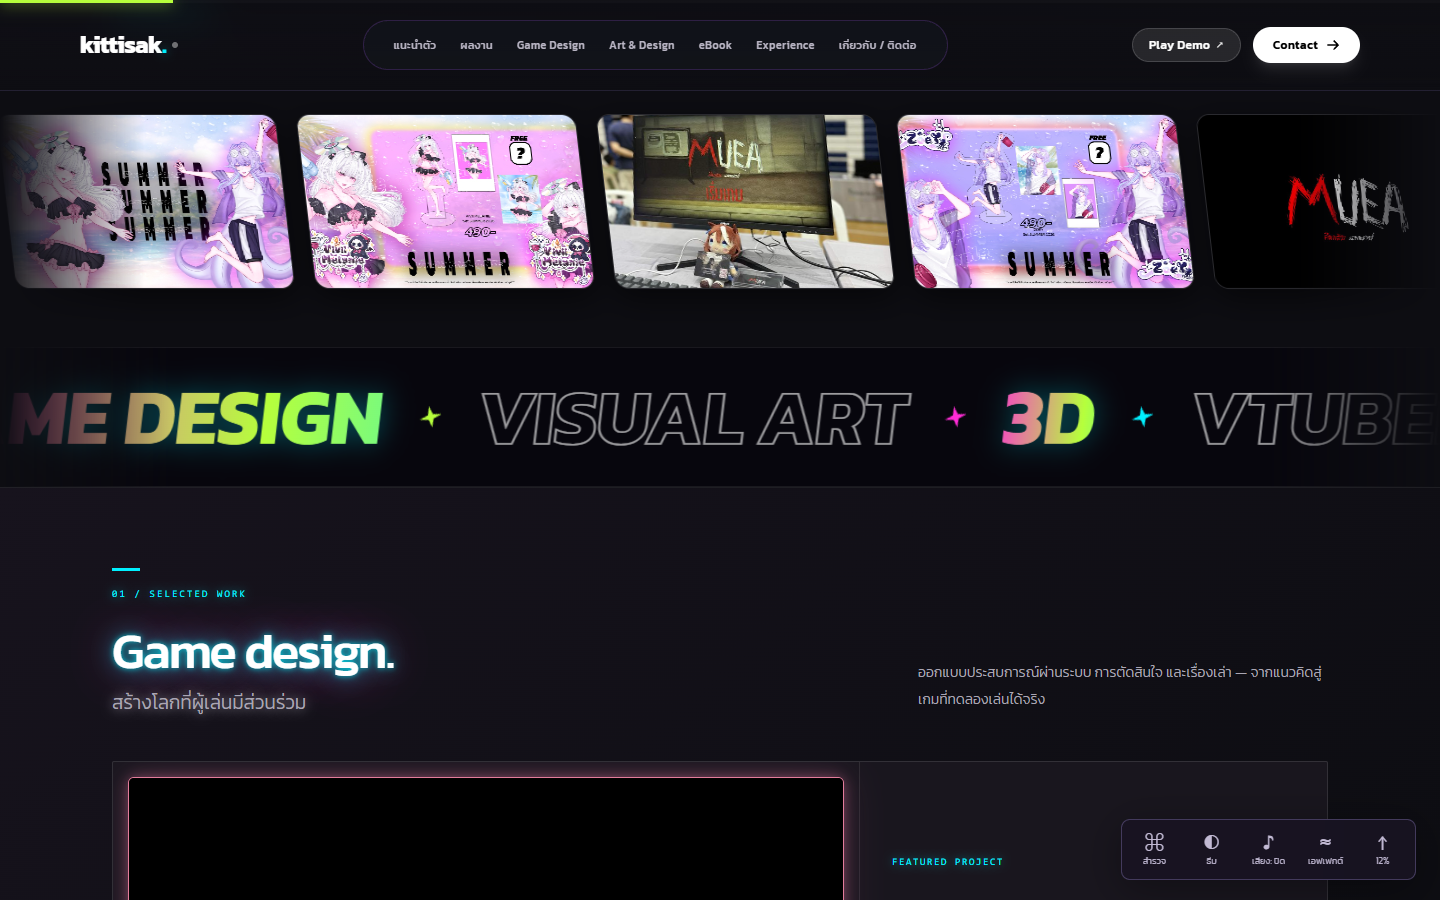 kittisak.
แนะนำตัว
ผลงาน
Game Design
Art & Design
eBook
Experience
เกี่ยวกับ / ติดต่อ
Play Demo ↗
Contact →
SUMMER
SUMMER
SUMMER
FREE
?
490.-
SUMMER
MUEA
FREE
?
490.-
SUMMER
MUEA
ME DESIGN
VISUAL ART
3D
VTUBE
01 / SELECTED WORK
Game design.
สร้างโลกที่ผู้เล่นมีส่วนร่วม
ออกแบบประสบการณ์ผ่านระบบ การตัดสินใจ และเรื่องเล่า — จากแนวคิดสู่
เกมที่ทดลองเล่นได้จริง
FEATURED PROJECT
สำรวจ
ธีม
เสียง: ปิด
เอฟเฟกต์
12%